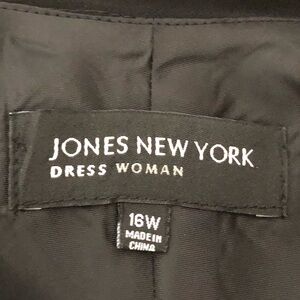 JONES NEW YORK
DRESS WOMAN
16W
MADE IN
CHINA